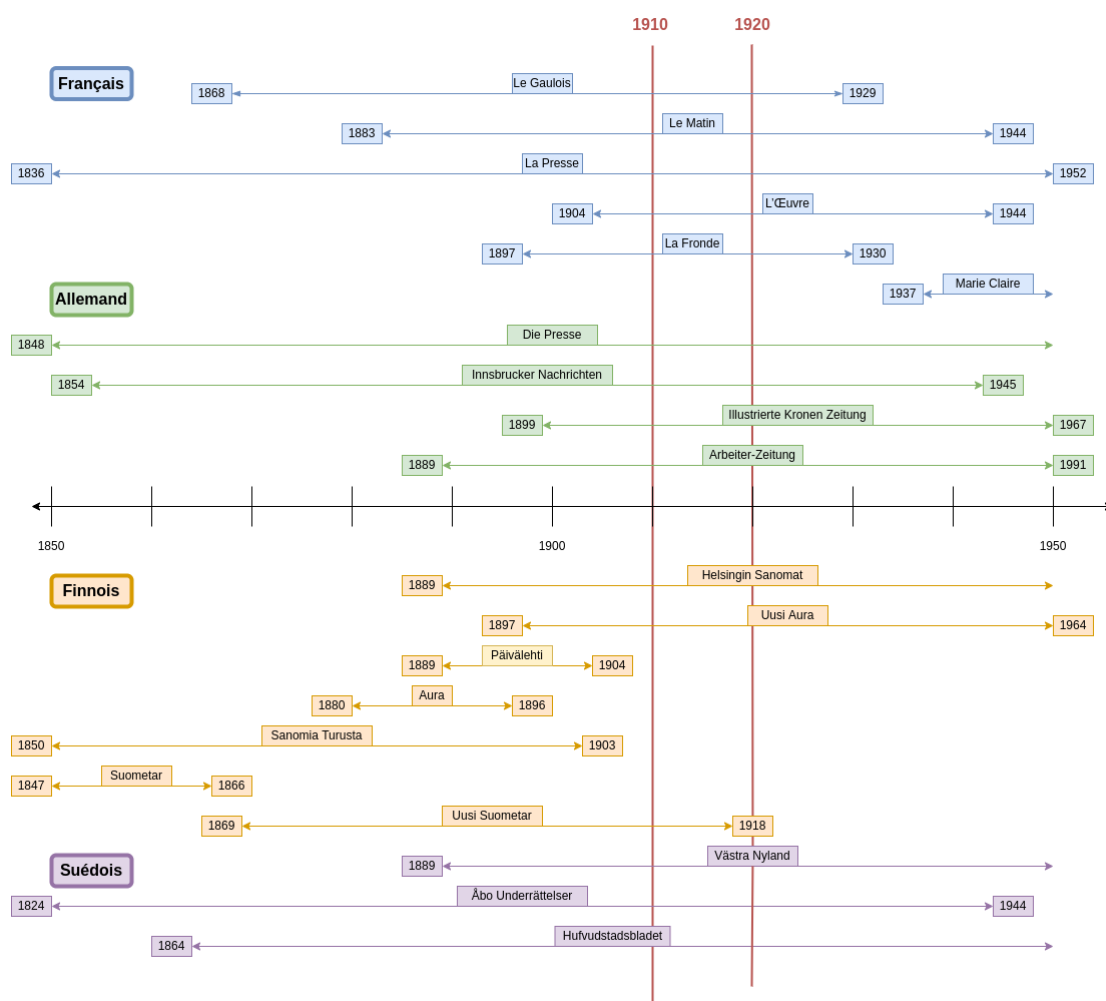 1910 1920
Français
Le Gaulois
1868 1929
Le Matin
1883 1944
La Presse
1836 1952
L'Œuvre
1904 1944
La Fronde
1897 1930
Marie Claire
1937
Allemand
Die Presse
1848
Innsbrucker Nachrichten
1854 1945
Illustrierte Kronen Zeitung
1899 1967
Arbeiter-Zeitung
1889 1991
1850 1900 1950
Finnois
Helsingin Sanomat
1889
Uusi Aura
1897 1964
Päivälehti
1889 1904
Aura
1880 1896
Sanomia Turusta
1850 1903
Suometar
1847 1866
Uusi Suometar
1869 1918
Suédois
Västra Nyland
1889
Åbo Underrättelser
1824 1944
Hufvudstadsbladet
1864